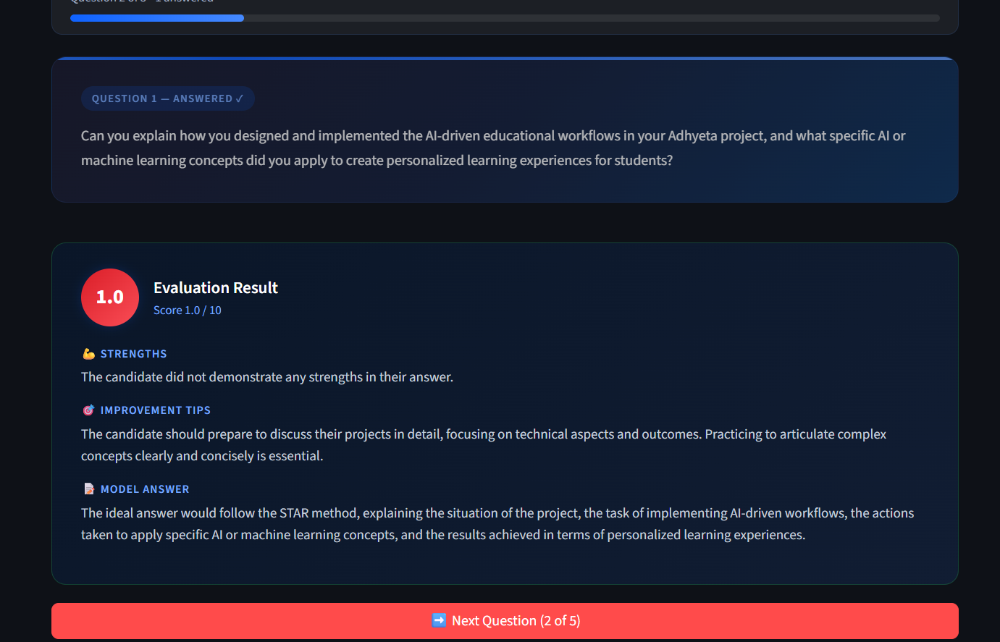 Question 2 of 5 · 1 answered
QUESTION 1 — ANSWERED ✓
Can you explain how you designed and implemented the AI-driven educational workflows in your Adhyeta project, and what specific AI or
machine learning concepts did you apply to create personalized learning experiences for students?
1.0
Evaluation Result
Score 1.0 / 10
💪 STRENGTHS
The candidate did not demonstrate any strengths in their answer.
🎯 IMPROVEMENT TIPS
The candidate should prepare to discuss their projects in detail, focusing on technical aspects and outcomes. Practicing to articulate complex
concepts clearly and concisely is essential.
📝 MODEL ANSWER
The ideal answer would follow the STAR method, explaining the situation of the project, the task of implementing AI-driven workflows, the actions
taken to apply specific AI or machine learning concepts, and the results achieved in terms of personalized learning experiences.
➡️ Next Question (2 of 5)